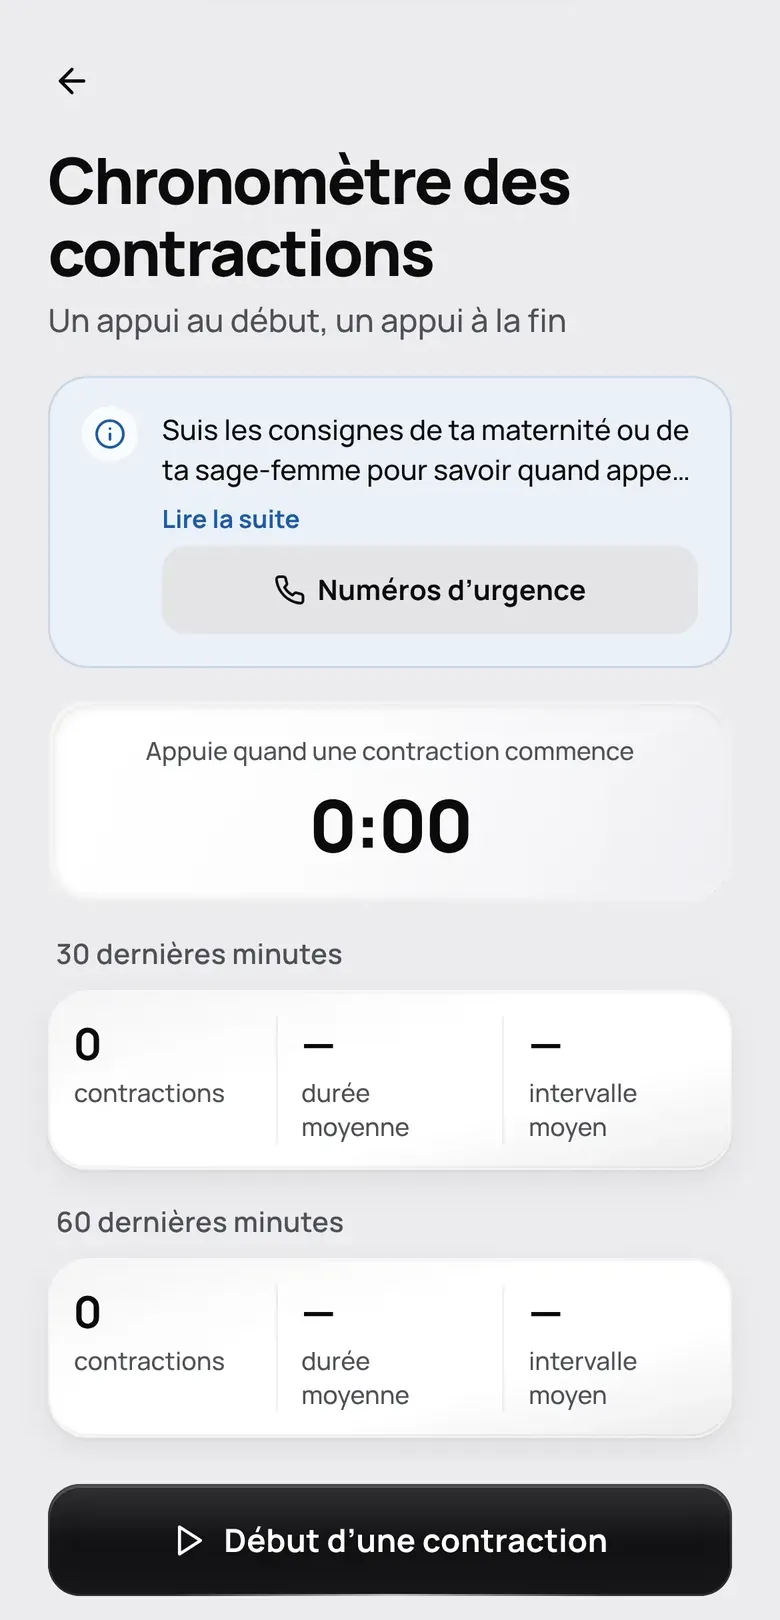 Chronomètre des
contractions
Un appui au début, un appui à la fin
Suis les consignes de ta maternité ou de
ta sage-femme pour savoir quand appe…
Lire la suite
Numéros d’urgence
Appuie quand une contraction commence
0:00
30 dernières minutes
0 — —
contractions durée intervalle
moyenne moyen
60 dernières minutes
0 — —
contractions durée intervalle
moyenne moyen
Début d’une contraction